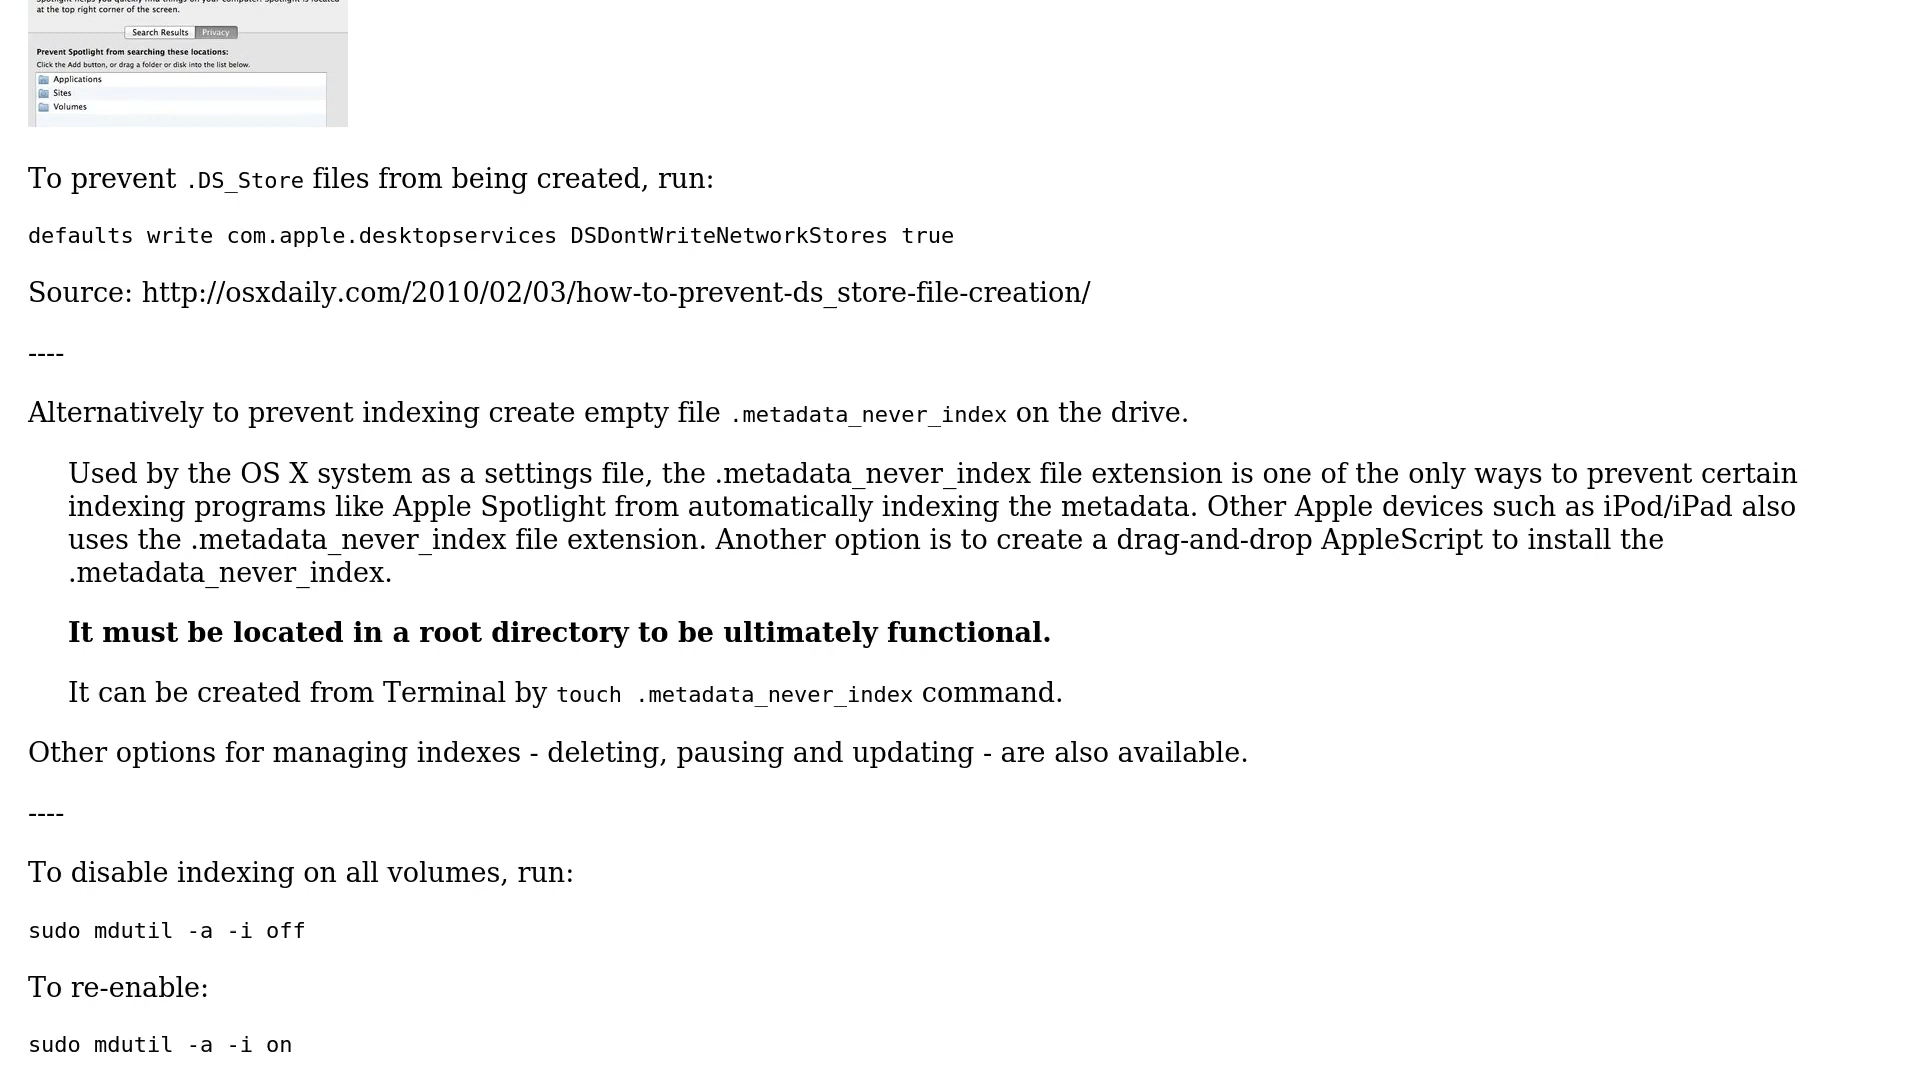 at the top right corner of the screen.
Search Results Privacy
Prevent Spotlight from searching these locations:
Click the Add button, or drag a folder or disk into the list below.
Applications
Sites
Volumes
To prevent .DS_Store files from being created, run:
defaults write com.apple.desktopservices DSDontWriteNetworkStores true
Source: http://osxdaily.com/2010/02/03/how-to-prevent-ds_store-file-creation/
----
Alternatively to prevent indexing create empty file .metadata_never_index on the drive.
Used by the OS X system as a settings file, the .metadata_never_index file extension is one of the only ways to prevent certain
indexing programs like Apple Spotlight from automatically indexing the metadata. Other Apple devices such as iPod/iPad also
uses the .metadata_never_index file extension. Another option is to create a drag-and-drop AppleScript to install the
.metadata_never_index.
It must be located in a root directory to be ultimately functional.
It can be created from Terminal by touch .metadata_never_index command.
Other options for managing indexes - deleting, pausing and updating - are also available.
----
To disable indexing on all volumes, run:
sudo mdutil -a -i off
To re-enable:
sudo mdutil -a -i on